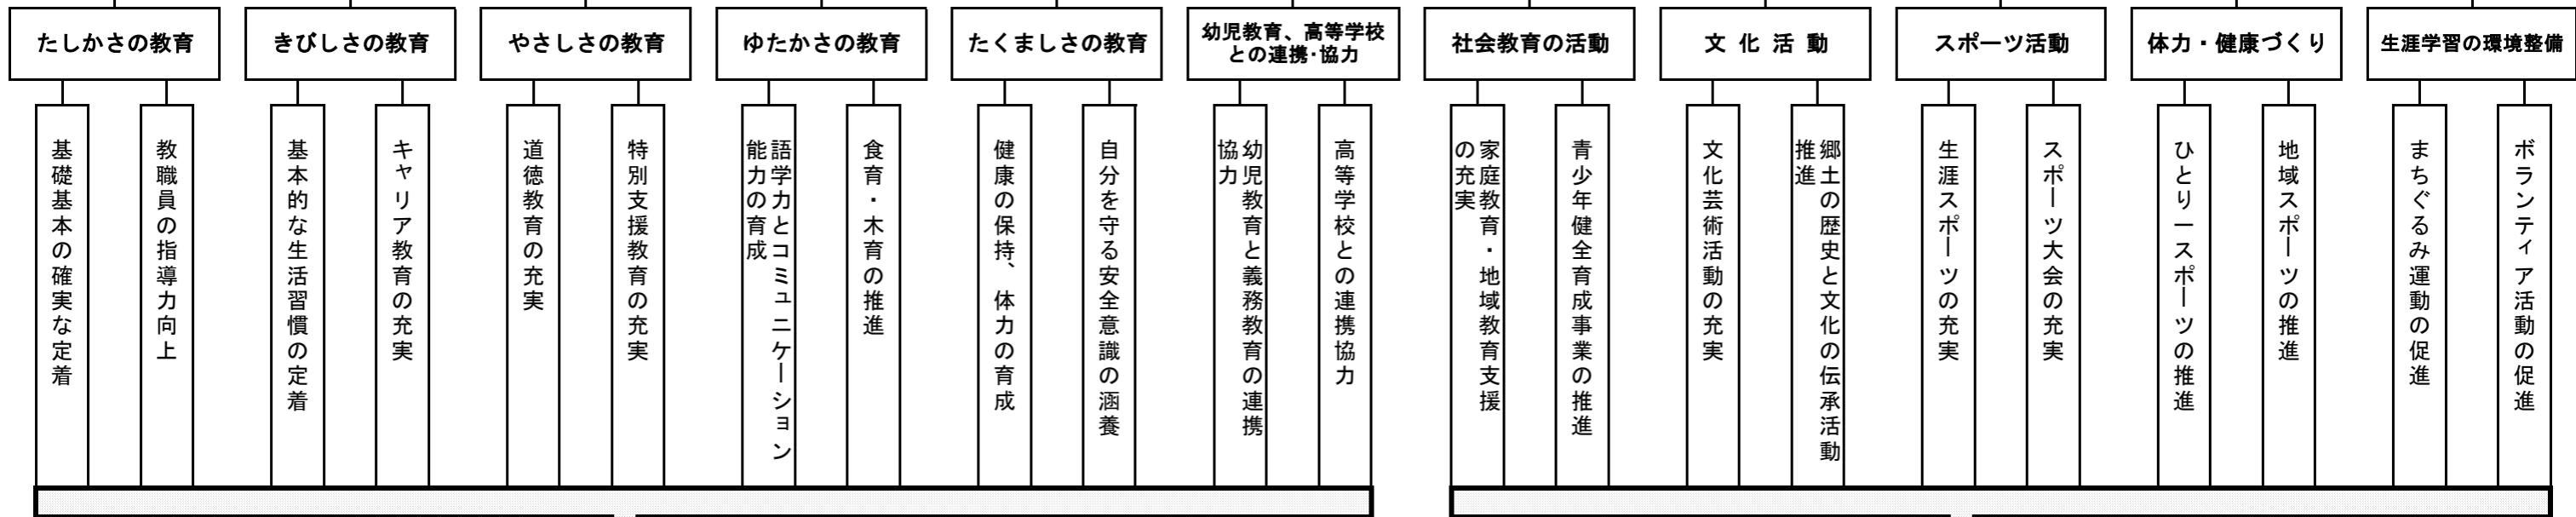 たしかさの教育
きびしさの教育
やさしさの教育
ゆたかさの教育
たくましさの教育
幼児教育、高等学校
との連携・協力
社会教育の活動
文化活動
スポーツ活動
体力・健康づくり
生涯学習の環境整備
基礎基本の確実な定着
教職員の指導力向上
基本的な生活習慣の定着
キャリア教育の充実
道徳教育の充実
特別支援教育の充実
語学力とコミュニケーション
能力の育成
食育・木育の推進
健康の保持、体力の育成
自分を守る安全意識の涵養
幼児教育と義務教育の連携
協力
高等学校との連携協力
家庭教育・地域教育支援
の充実
青少年健全育成事業の推進
文化芸術活動の充実
郷土の歴史と文化の伝承活動
推進
生涯スポーツの充実
スポーツ大会の充実
ひとり一スポーツの推進
地域スポーツの推進
まちぐるみ運動の促進
ボランティア活動の促進